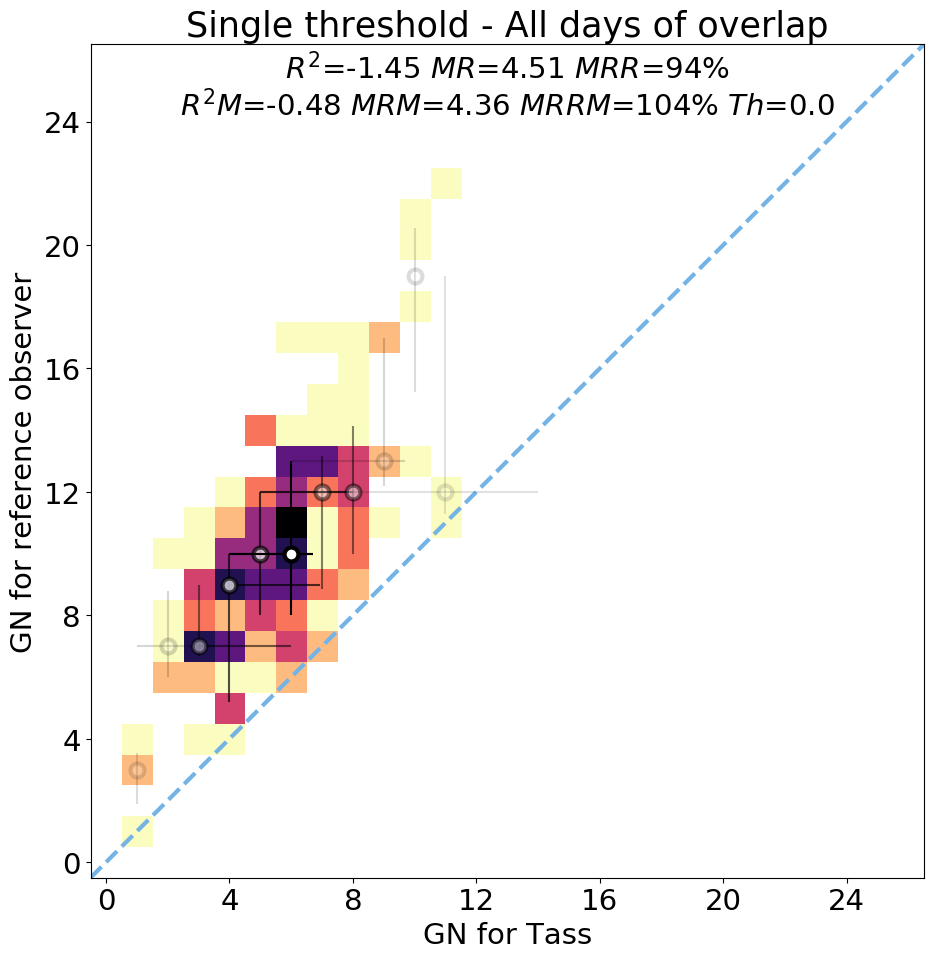 Single threshold - All days of overlap
R²=-1.45 MR=4.51 MRR=94%
R²M=-0.48 MRM=4.36 MRRM=104% Th=0.0
24
20
16
12
8
4
0
GN for reference observer
0 4 8 12 16 20 24
GN for Tass